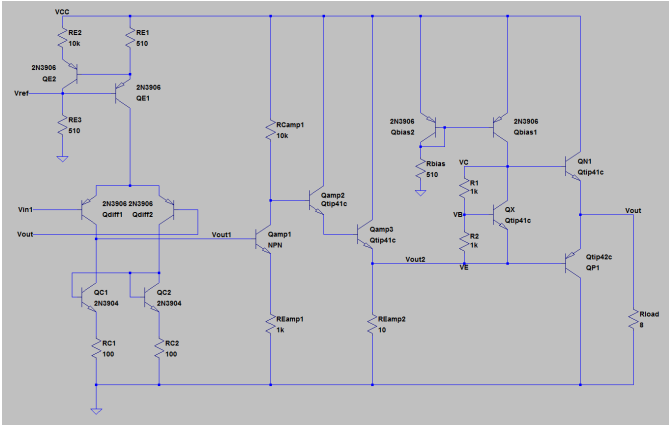 VCC
RE2
10k
RE1
510
2N3906
QE2
2N3906
QE1
Vref
RE3
510
RCamp1
10k
2N3906
Qbias2
2N3906
Qbias1
Rbias
510
VC
QN1
Qtip41c
R1
1k
Qamp2
Qtip41c
Vin1
2N3906 2N3906
Qdiff1 Qdiff2
VB
QX
Qtip41c
Vout
Vout
Vout1
Qamp1
NPN
Qamp3
Qtip41c
R2
1k
Vout2
VE
Qtip42c
QP1
QC1
2N3904
QC2
2N3904
Rload
8
REamp1
1k
REamp2
10
RC1
100
RC2
100